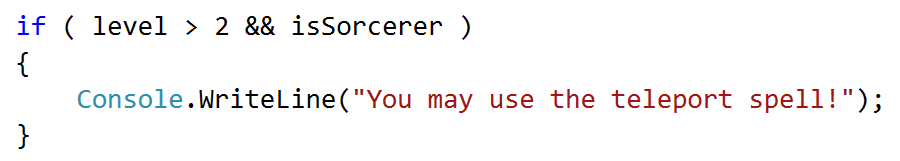 if ( level > 2 && isSorcerer )
{
    Console.WriteLine("You may use the teleport spell!");
}